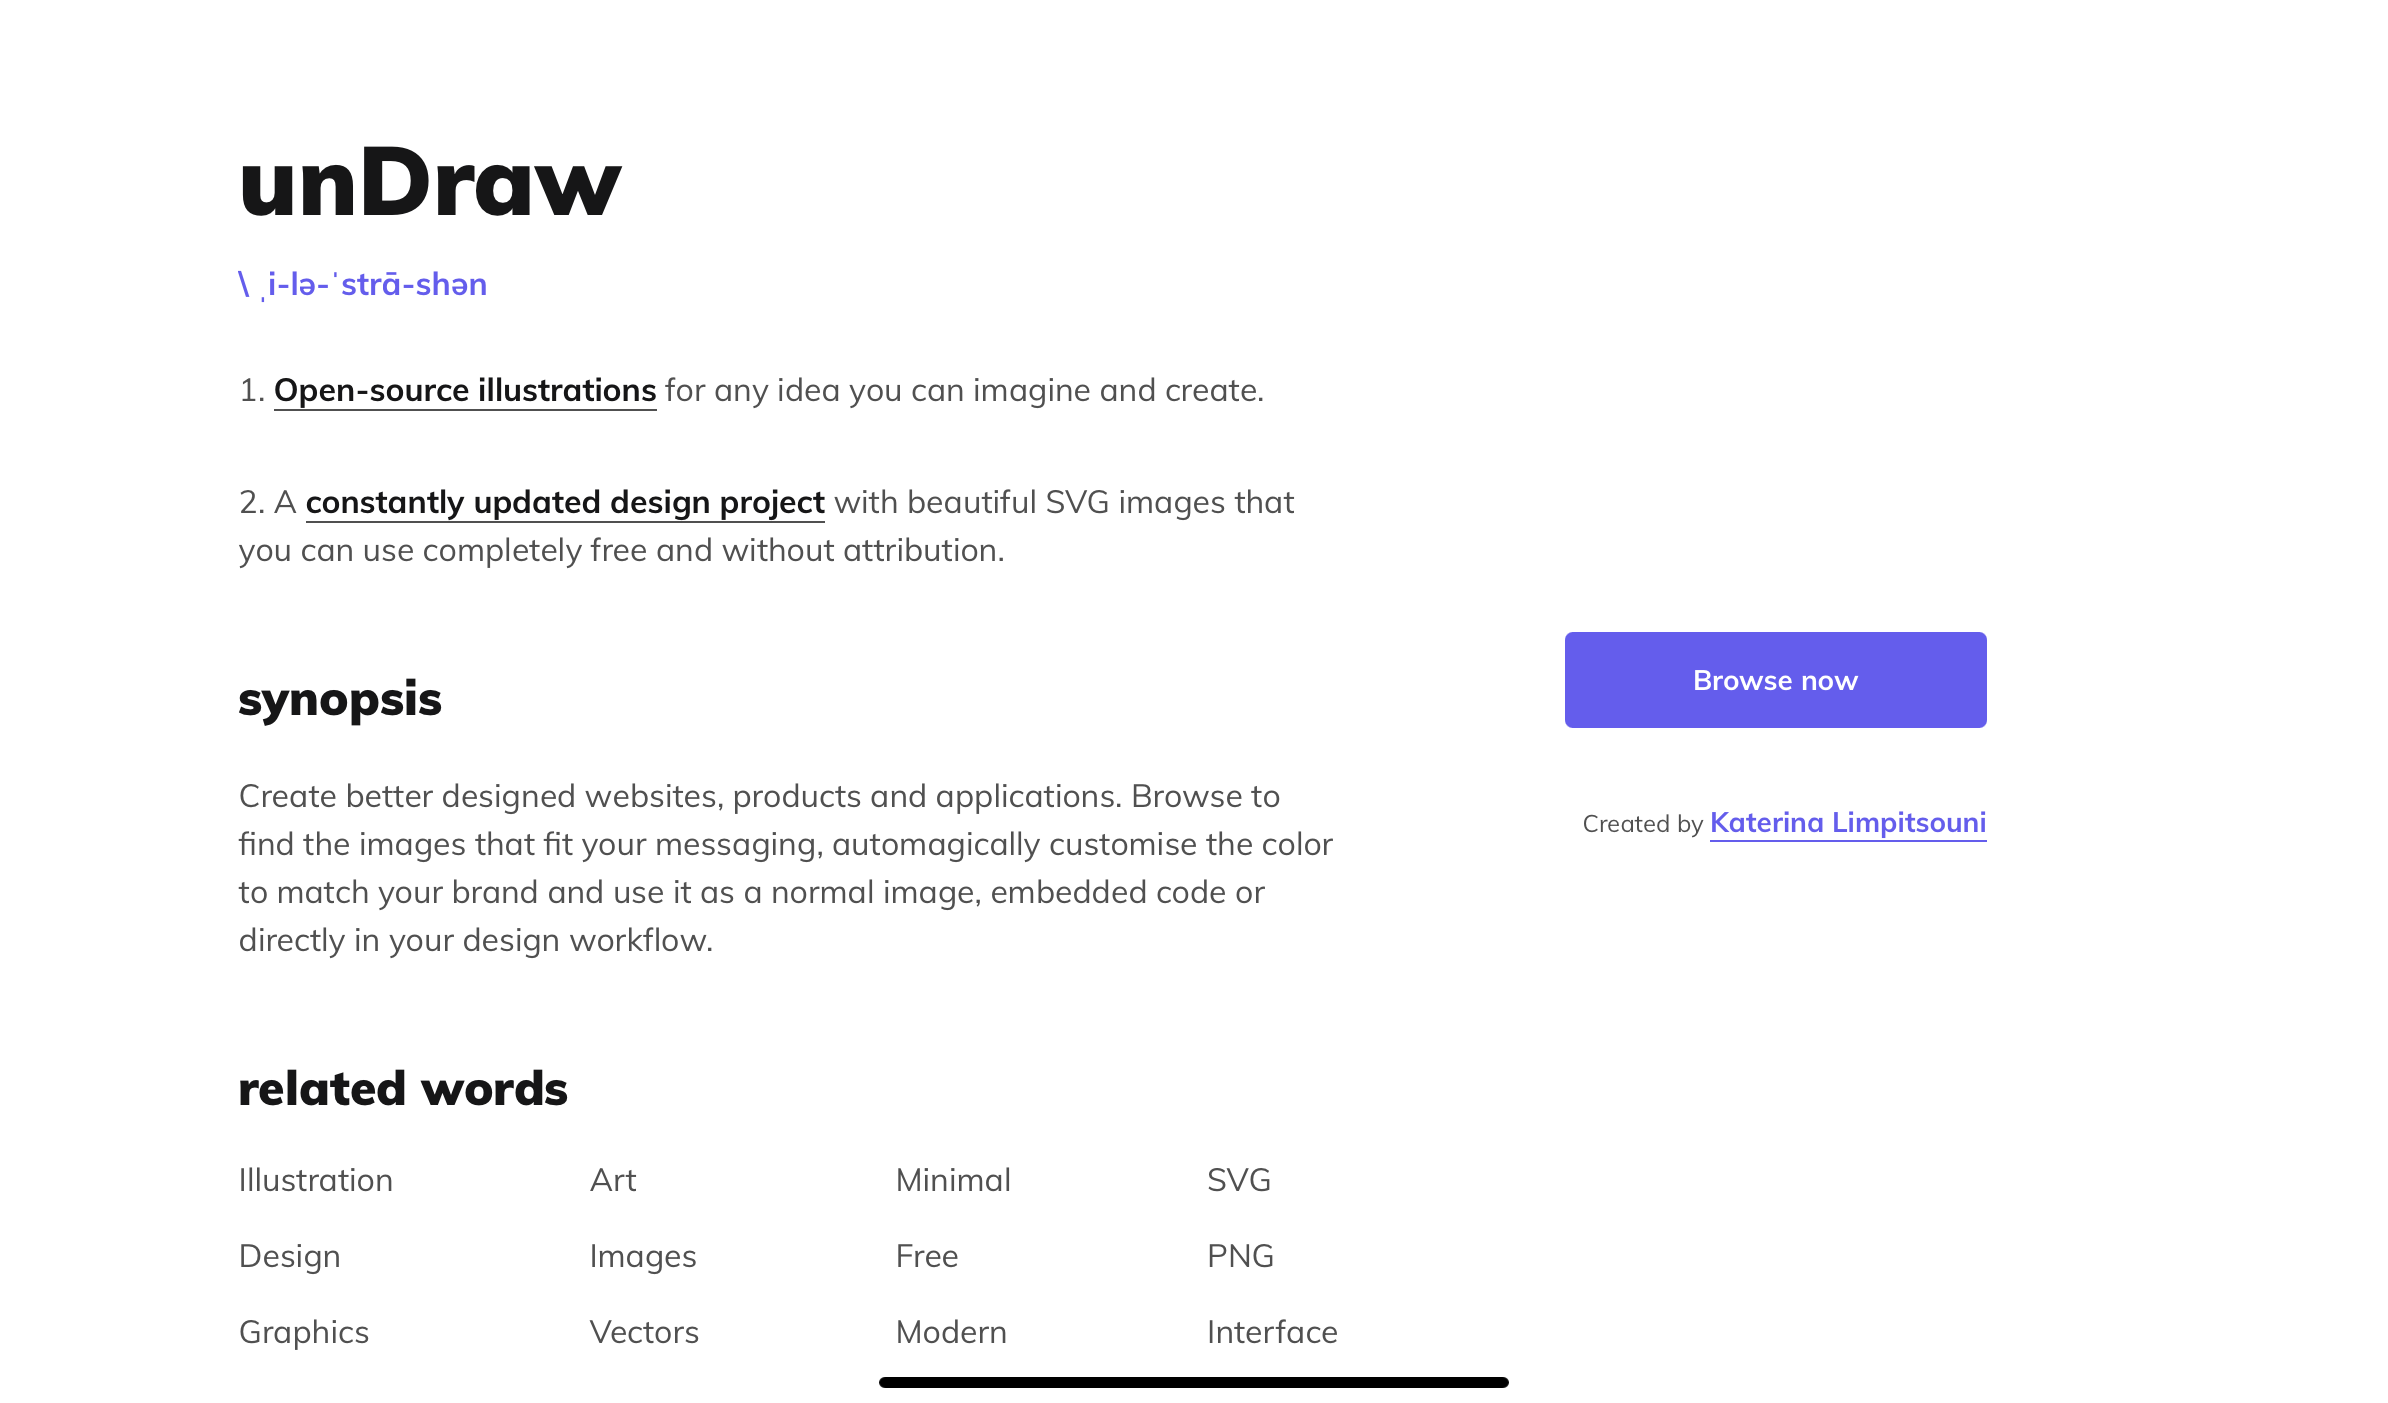 unDraw
\ ˌi-lə-ˈstrā-shən
1. Open-source illustrations for any idea you can imagine and create.
2. A constantly updated design project with beautiful SVG images that
you can use completely free and without attribution.
synopsis
Create better designed websites, products and applications. Browse to
find the images that fit your messaging, automagically customise the color
to match your brand and use it as a normal image, embedded code or
directly in your design workflow.
Browse now
Created by Katerina Limpitsouni
related words
Illustration Art Minimal SVG
Design Images Free PNG
Graphics Vectors Modern Interface